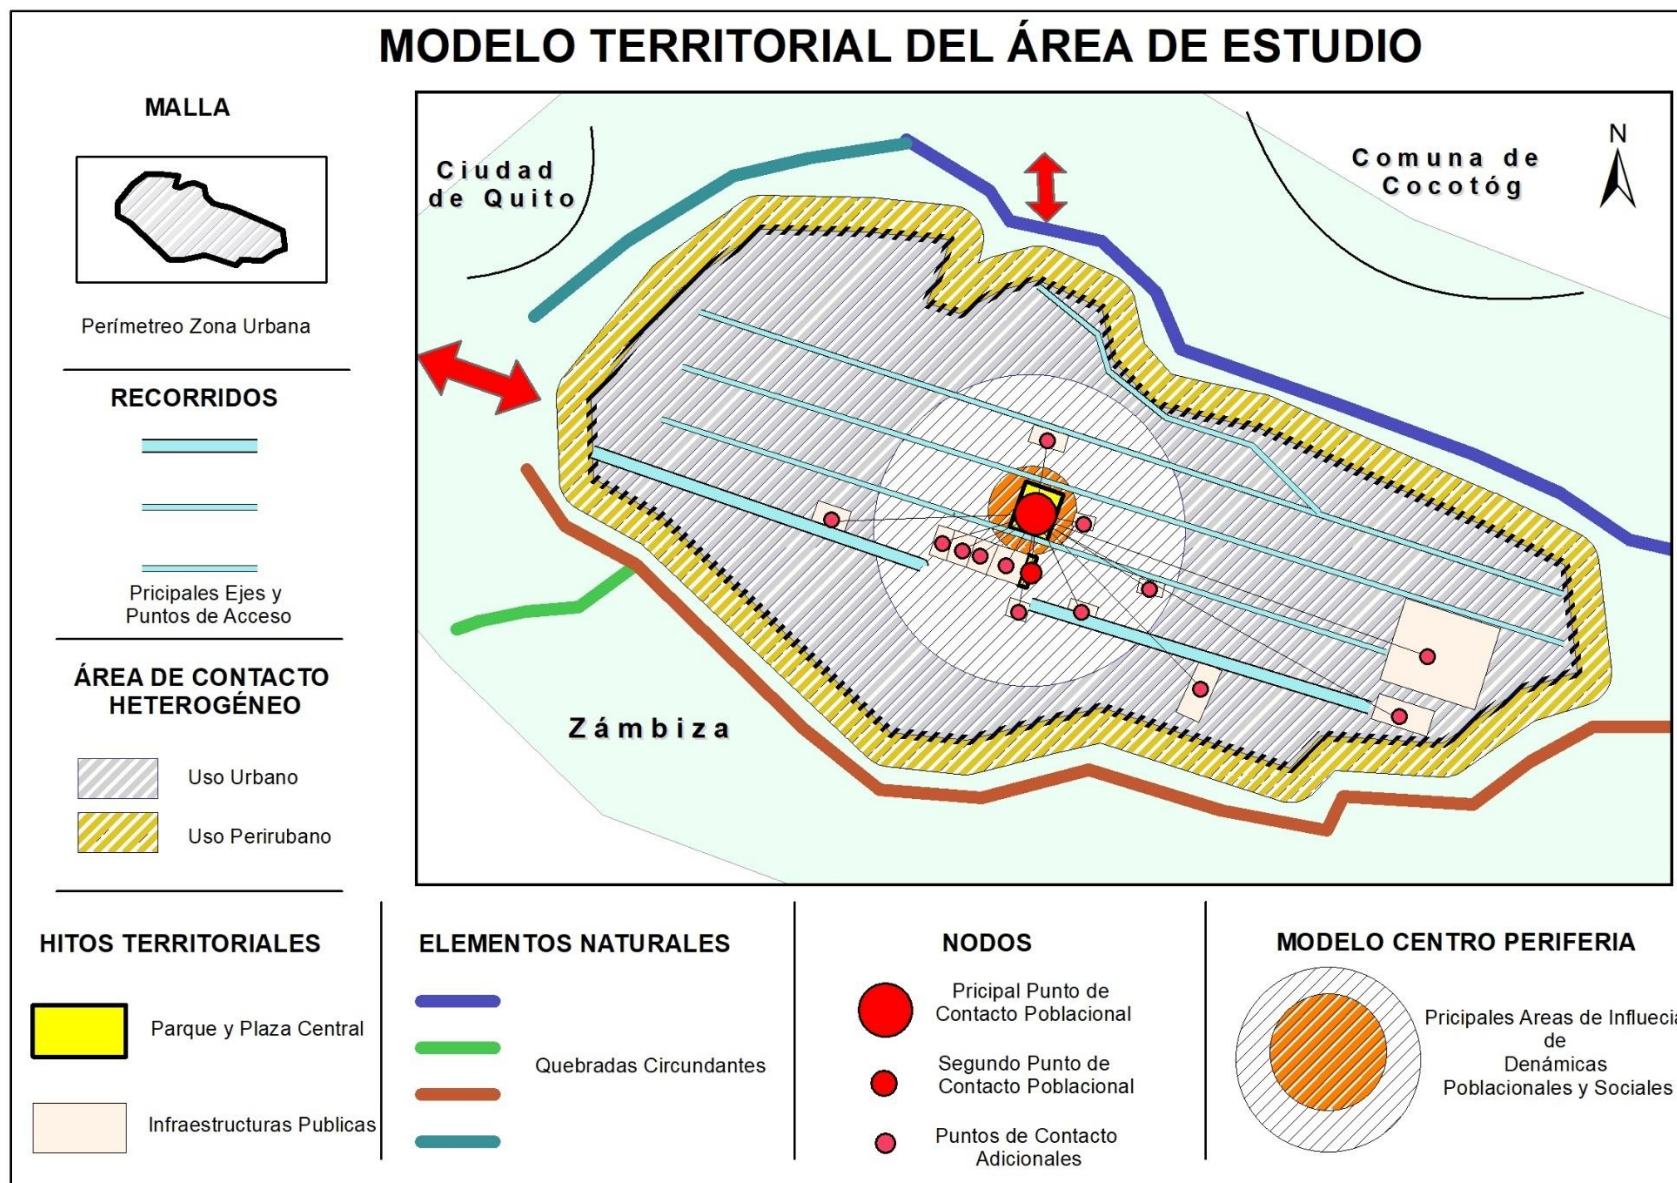 MODELO TERRITORIAL DEL ÁREA DE ESTUDIO
MALLA
Perímetreo Zona Urbana
RECORRIDOS
Pricipales Ejes y
Puntos de Acceso
ÁREA DE CONTACTO
HETEROGÉNEO
Uso Urbano
Uso Perirubano
Ciudad
de Quito
Comuna de
Cocotóg
N
Zámbiza
HITOS TERRITORIALES
Parque y Plaza Central
Infraestructuras Publicas
ELEMENTOS NATURALES
Quebradas Circundantes
NODOS
Pricipal Punto de
Contacto Poblacional
Segundo Punto de
Contacto Poblacional
Puntos de Contacto
Adicionales
MODELO CENTRO PERIFERIA
Pricipales Areas de Influecia
de
Denámicas
Poblacionales y Sociales